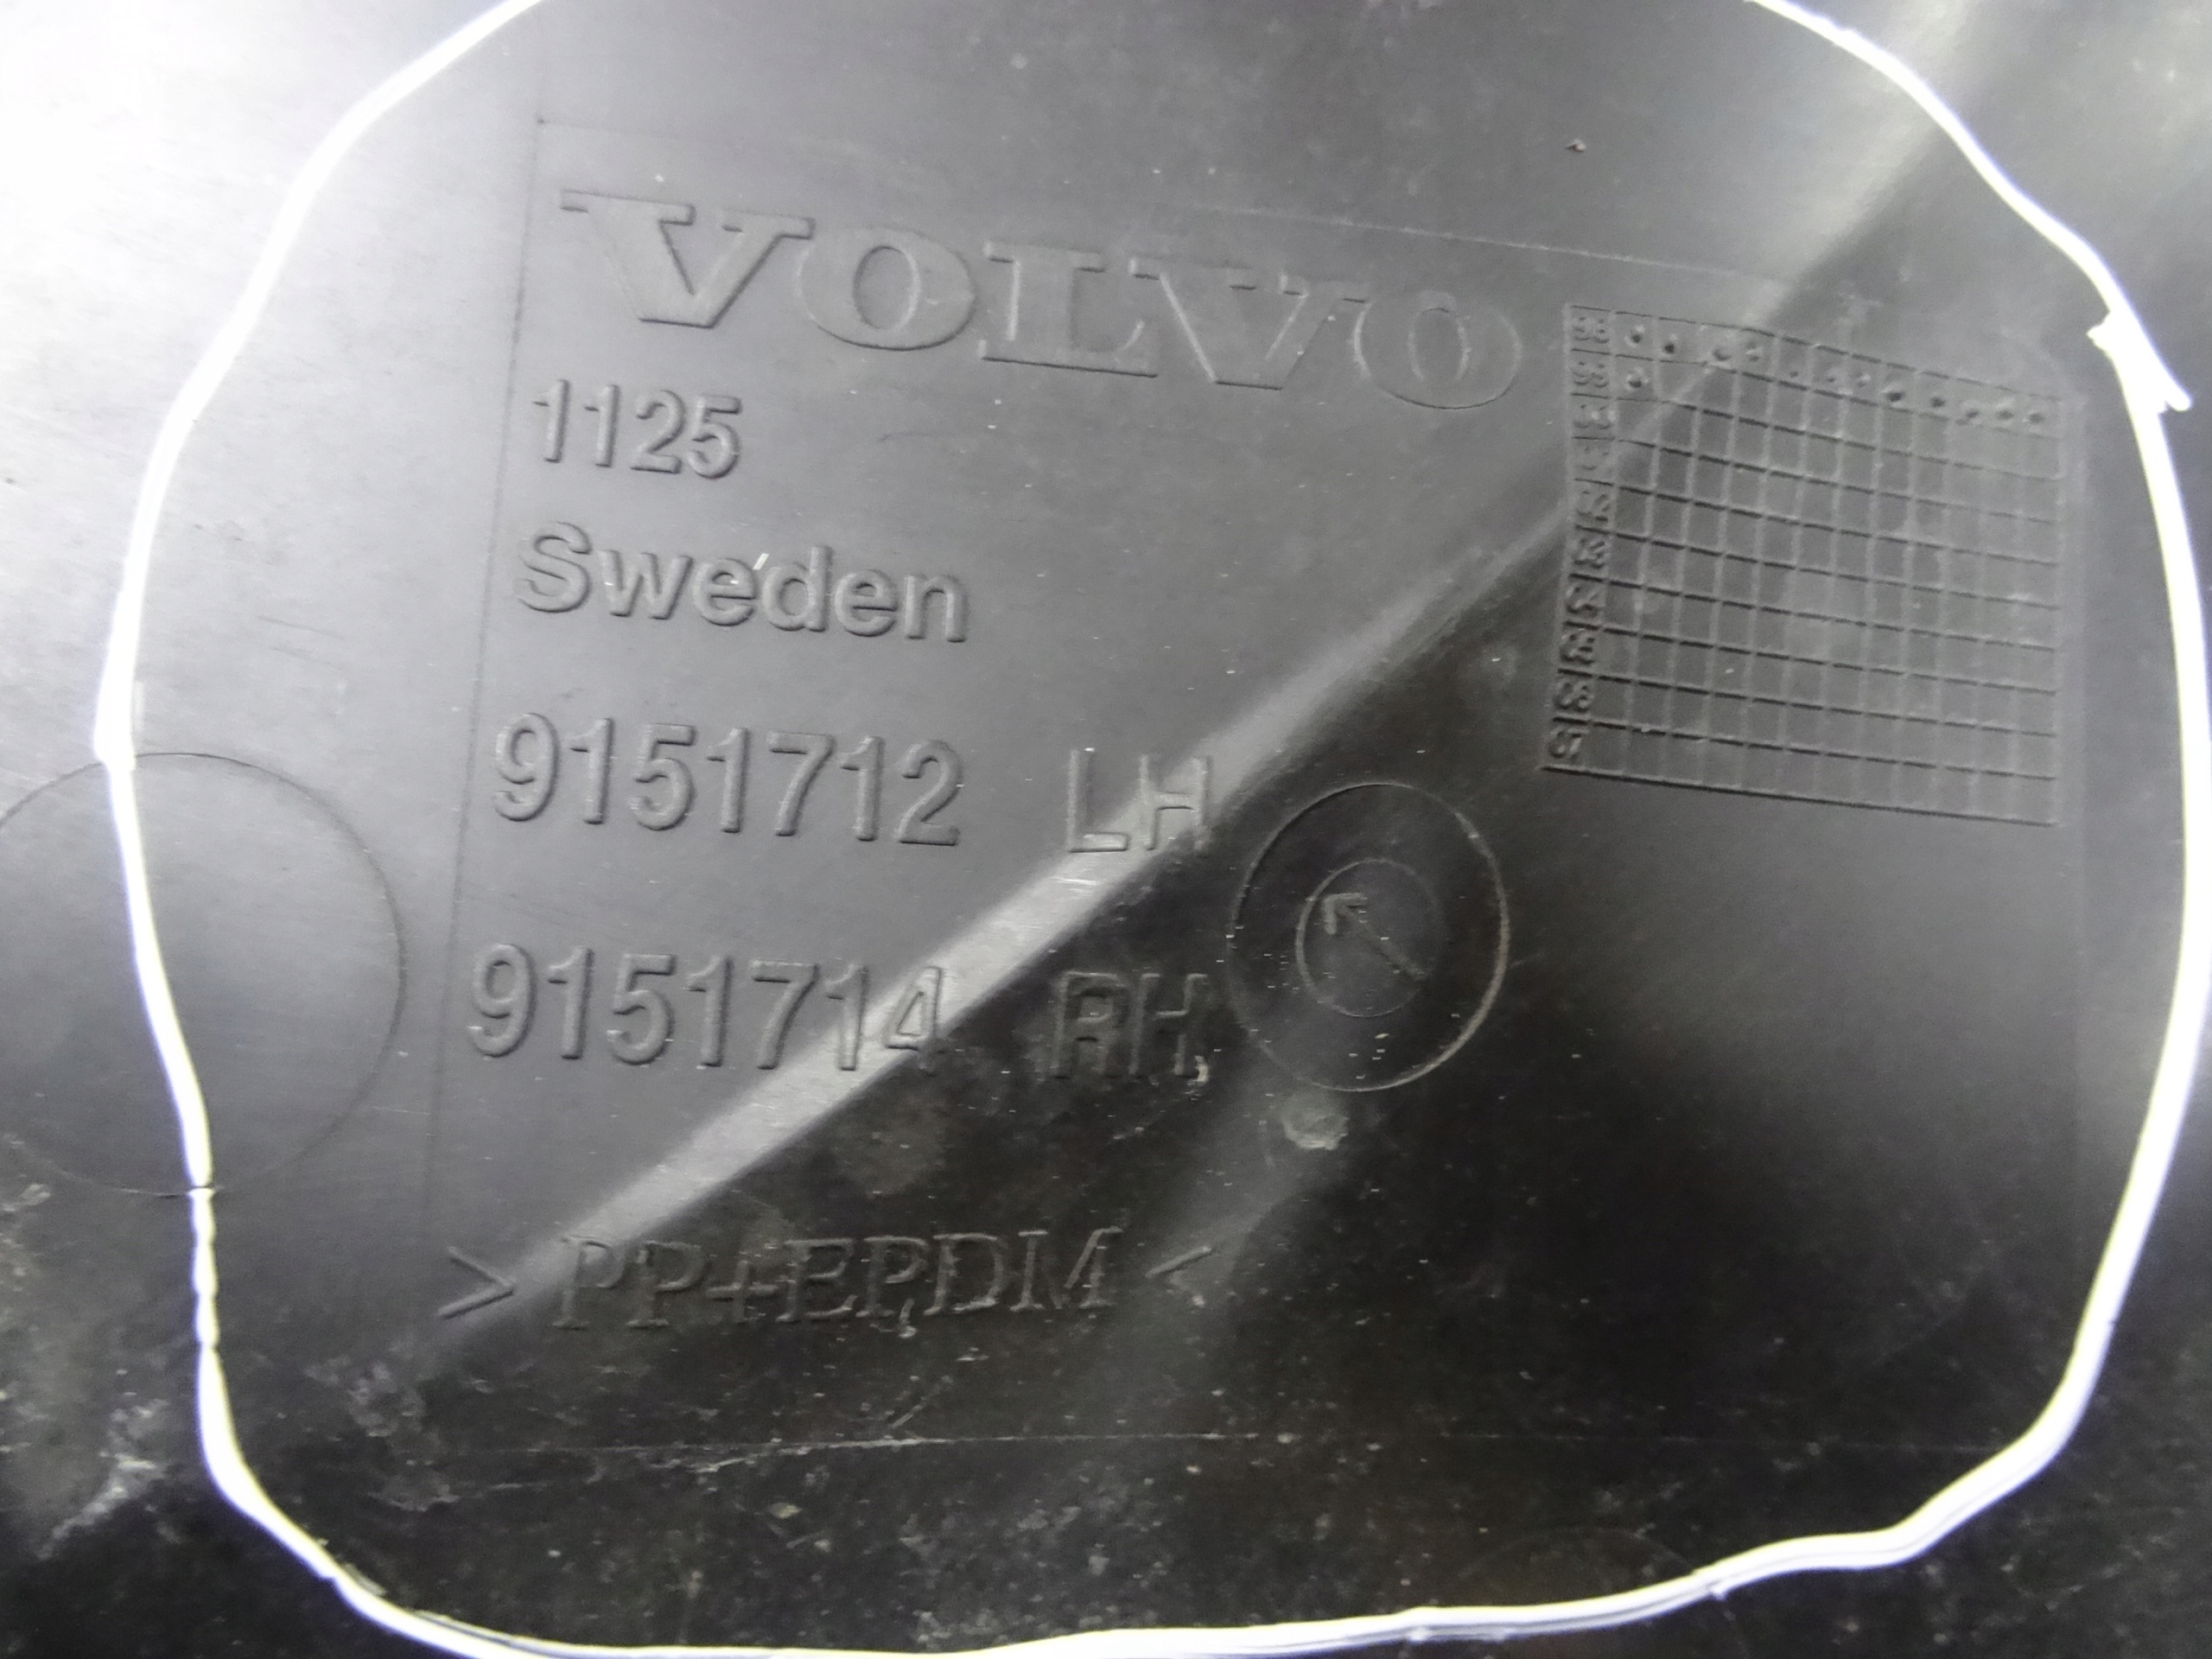 VOLVO
1125
Sweden
9151712 LH
9151714 RH
>PP+EPDM<